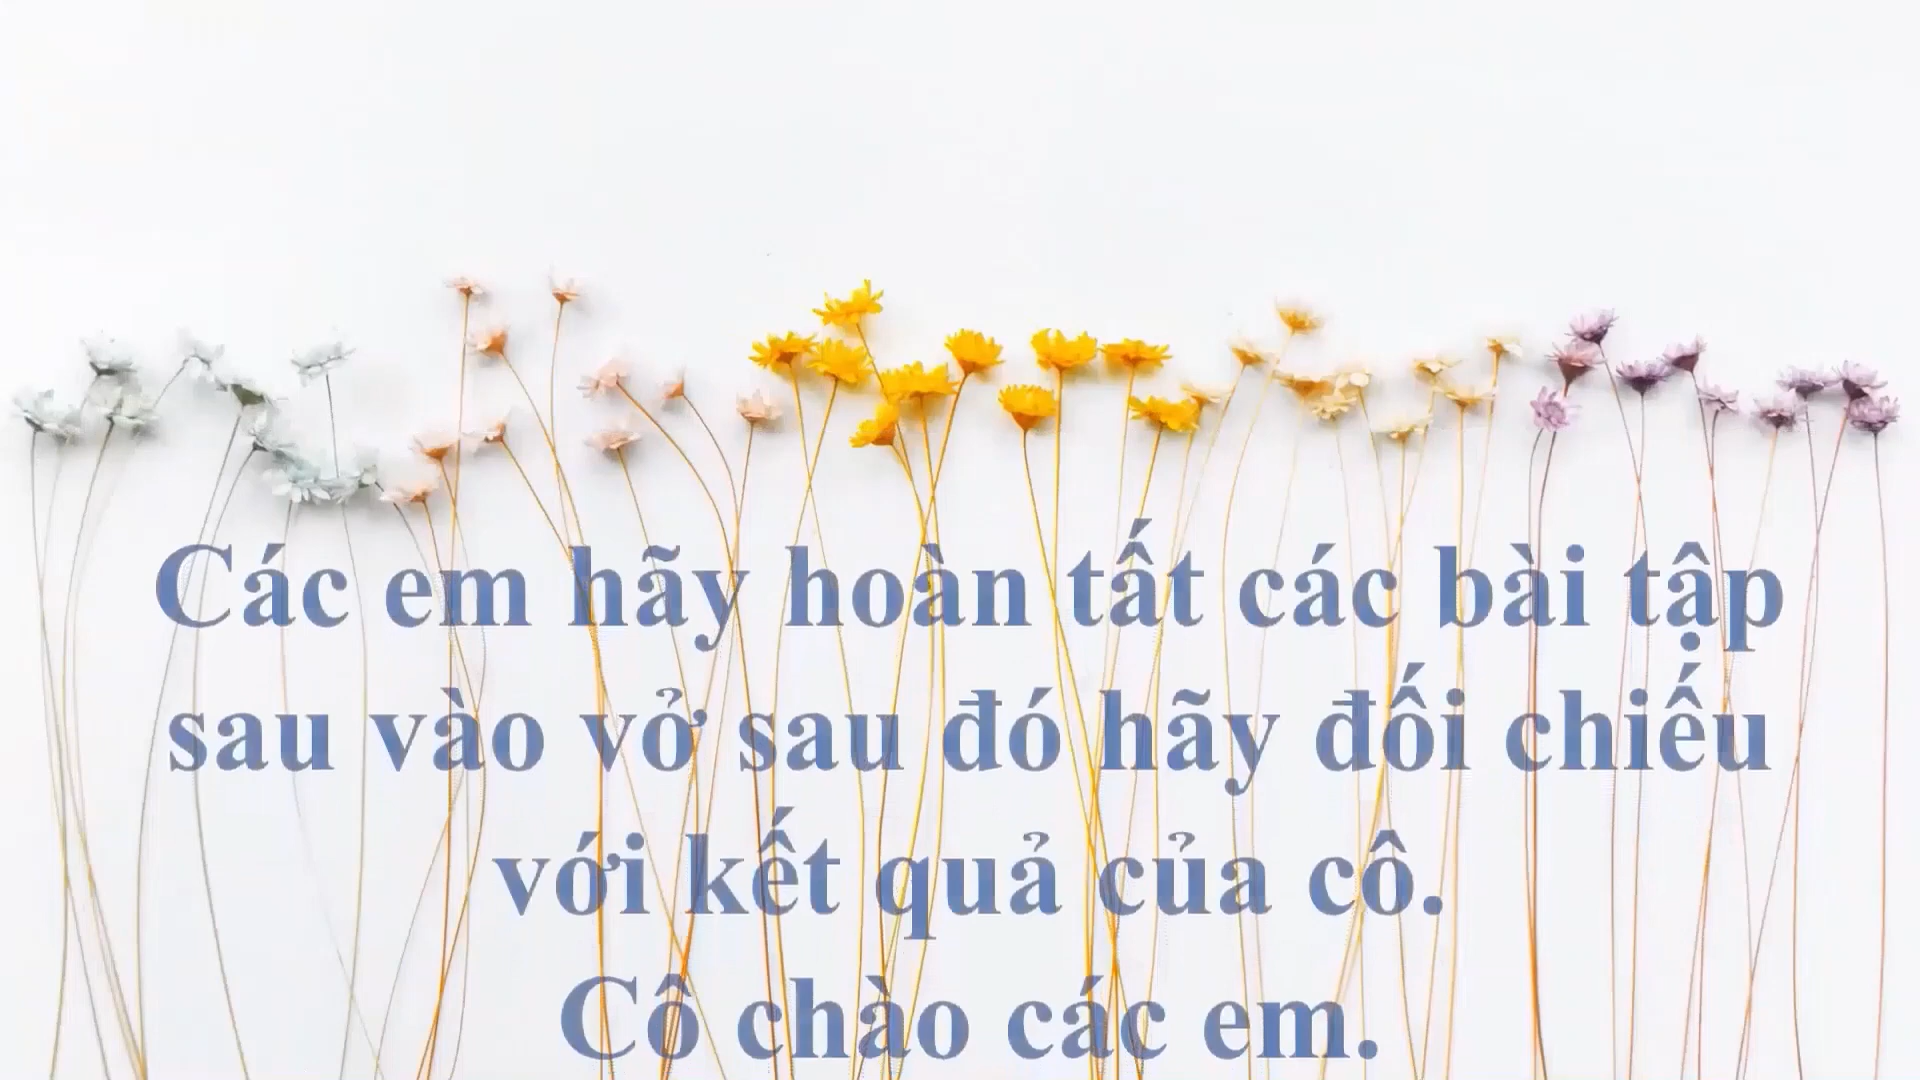 Các em hãy hoàn tất các bài tập
sau vào vở sau đó hãy đối chiếu
với kết quả của cô.
Cô chào các em.